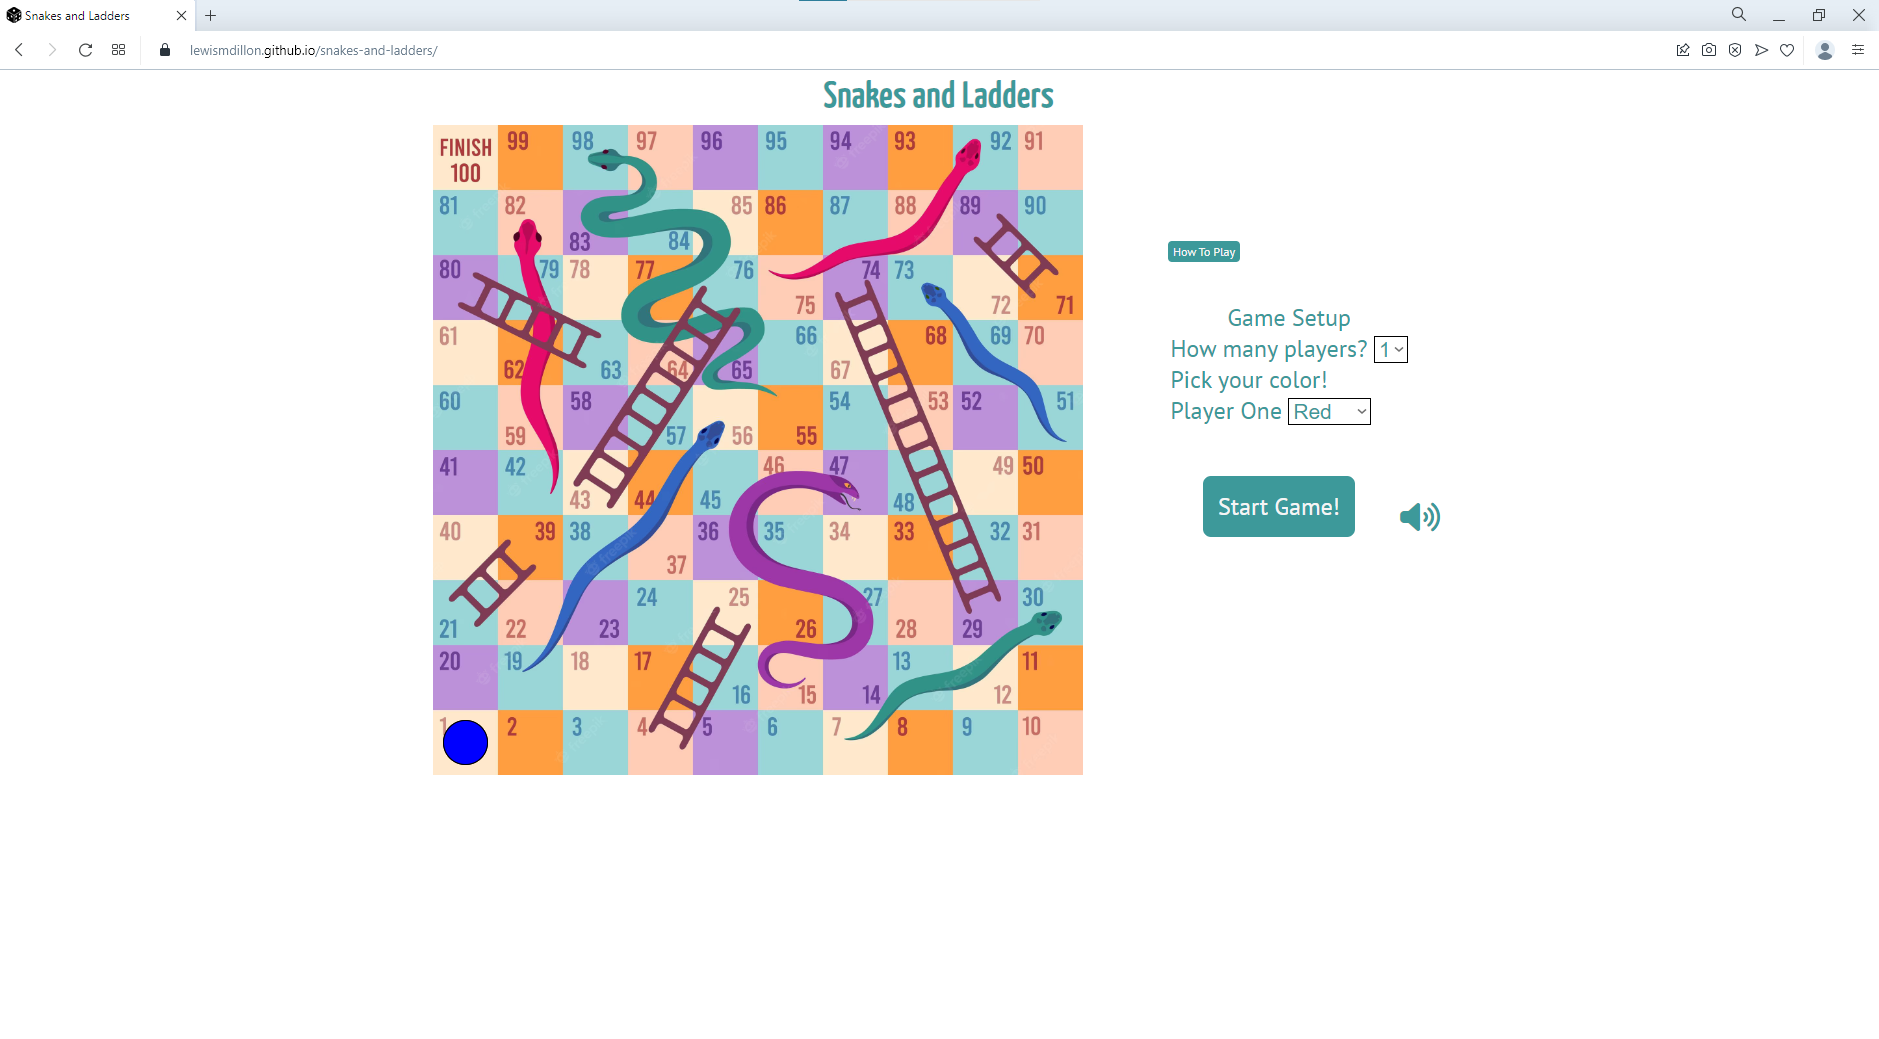 Snakes and Ladders
lewismdillon.github.io/snakes-and-ladders/
Snakes and Ladders
FINISH 99 98 97 96 95 94 93 92 91
100
81 82 85 86 87 88 89 90
83 84
80 79 78 77 76 74 73
75 72 71
61 66 68 69 70
62 63 64 65 67
60 58 54 53 52 51
59 57 56 55
41 42 46 47 49 50
43 44 45 48
40 39 38 36 35 34 33 32 31
37
24 25 27 30
21 22 23 26 28 29
20 19 18 17 13 11
16 15 14 12
1 2 3 4 5 6 7 8 9 10
How To Play
Game Setup
How many players? 1
Pick your color!
Player One Red
Start Game!